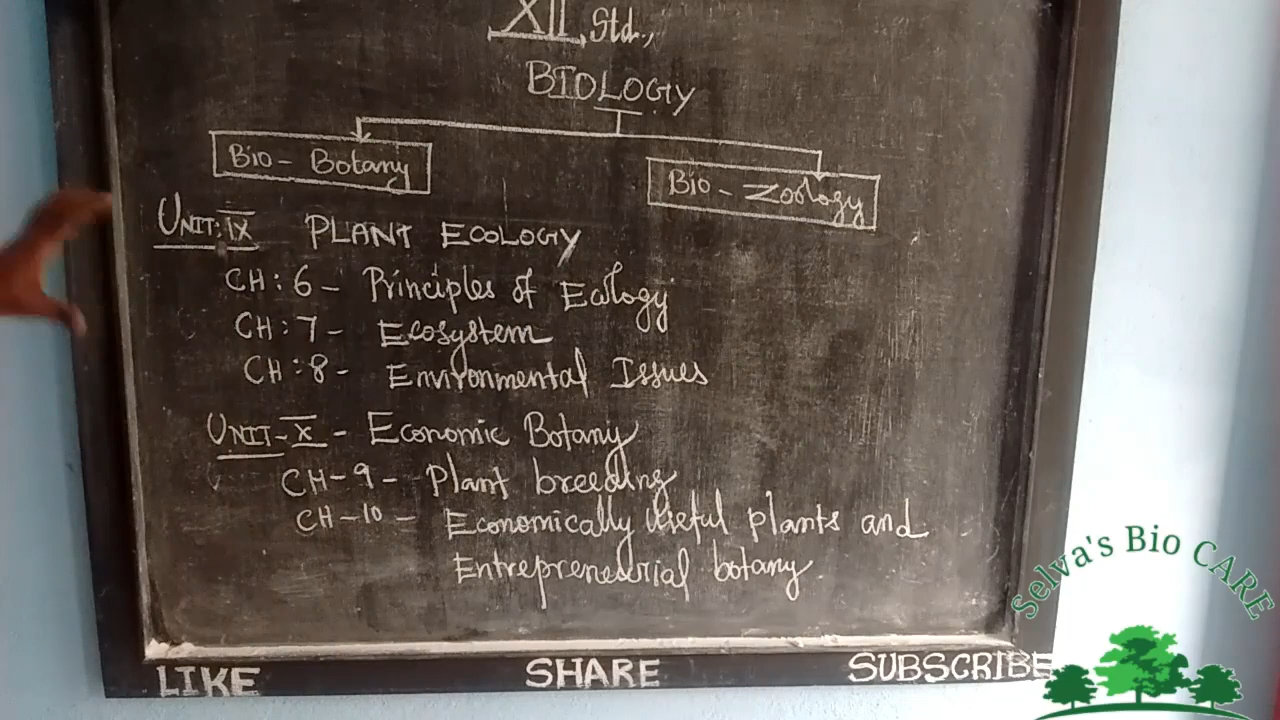 XII Std.,
BIOLOGY
Bio - Botany
Bio - Zoology
UNIT: IX PLANT ECOLOGY
CH: 6 - Principles of Ecology
CH: 7 - Ecosystem
CH: 8 - Environmental Issues
UNIT - X - Economic Botany
CH - 9 - Plant breeding
CH - 10 - Economically Useful plants and
Entrepreneurial botany.
LIKE SHARE SUBSCRIBE
Selva's Bio CARE